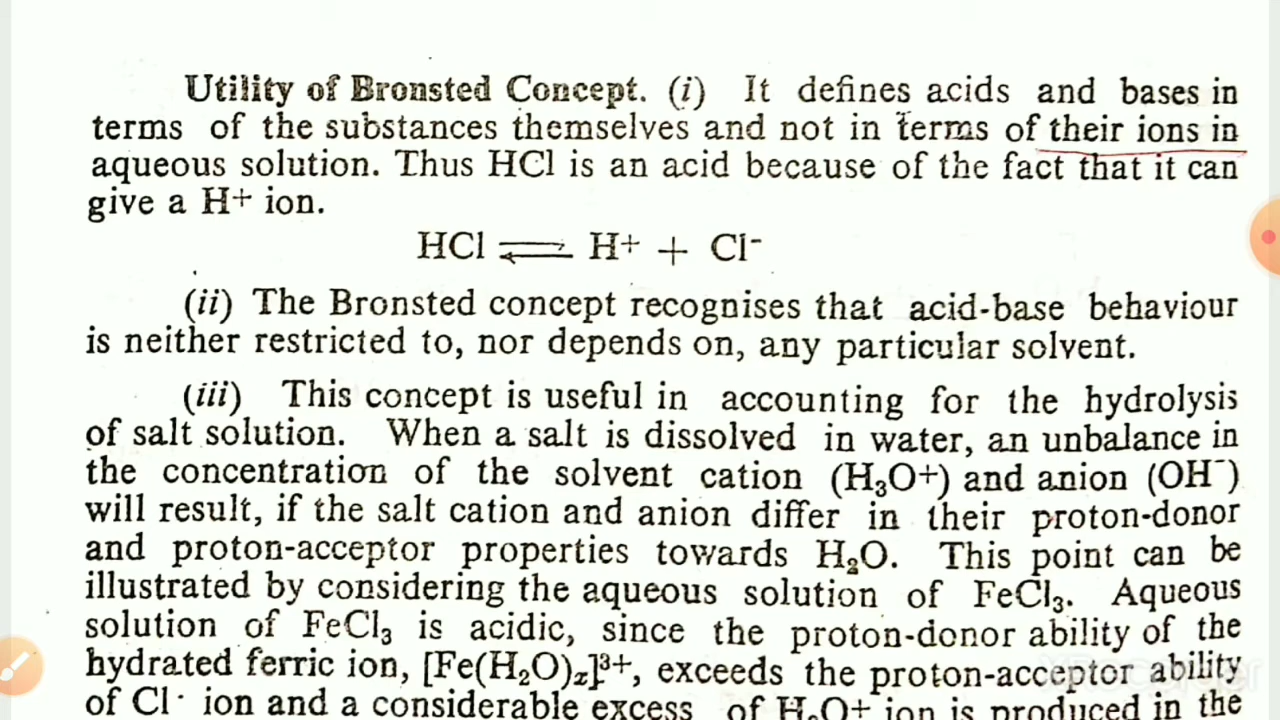 Utility of Bronsted Concept. (i) It defines acids and bases in
terms of the substances themselves and not in terms of their ions in
aqueous solution. Thus HCl is an acid because of the fact that it can
give a H+ ion.
HCl ⇌ H+ + Cl-
(ii) The Bronsted concept recognises that acid-base behaviour
is neither restricted to, nor depends on, any particular solvent.
(iii) This concept is useful in accounting for the hydrolysis
of salt solution. When a salt is dissolved in water, an unbalance in
the concentration of the solvent cation (H₃O+) and anion (OH⁻)
will result, if the salt cation and anion differ in their proton-donor
and proton-acceptor properties towards H₂O. This point can be
illustrated by considering the aqueous solution of FeCl₃. Aqueous
solution of FeCl₃ is acidic, since the proton-donor ability of the
hydrated ferric ion, [Fe(H₂O)ₓ]³⁺, exceeds the proton-acceptor ability
of Cl· ion and a considerable excess of H₃O+ ion is produced in the